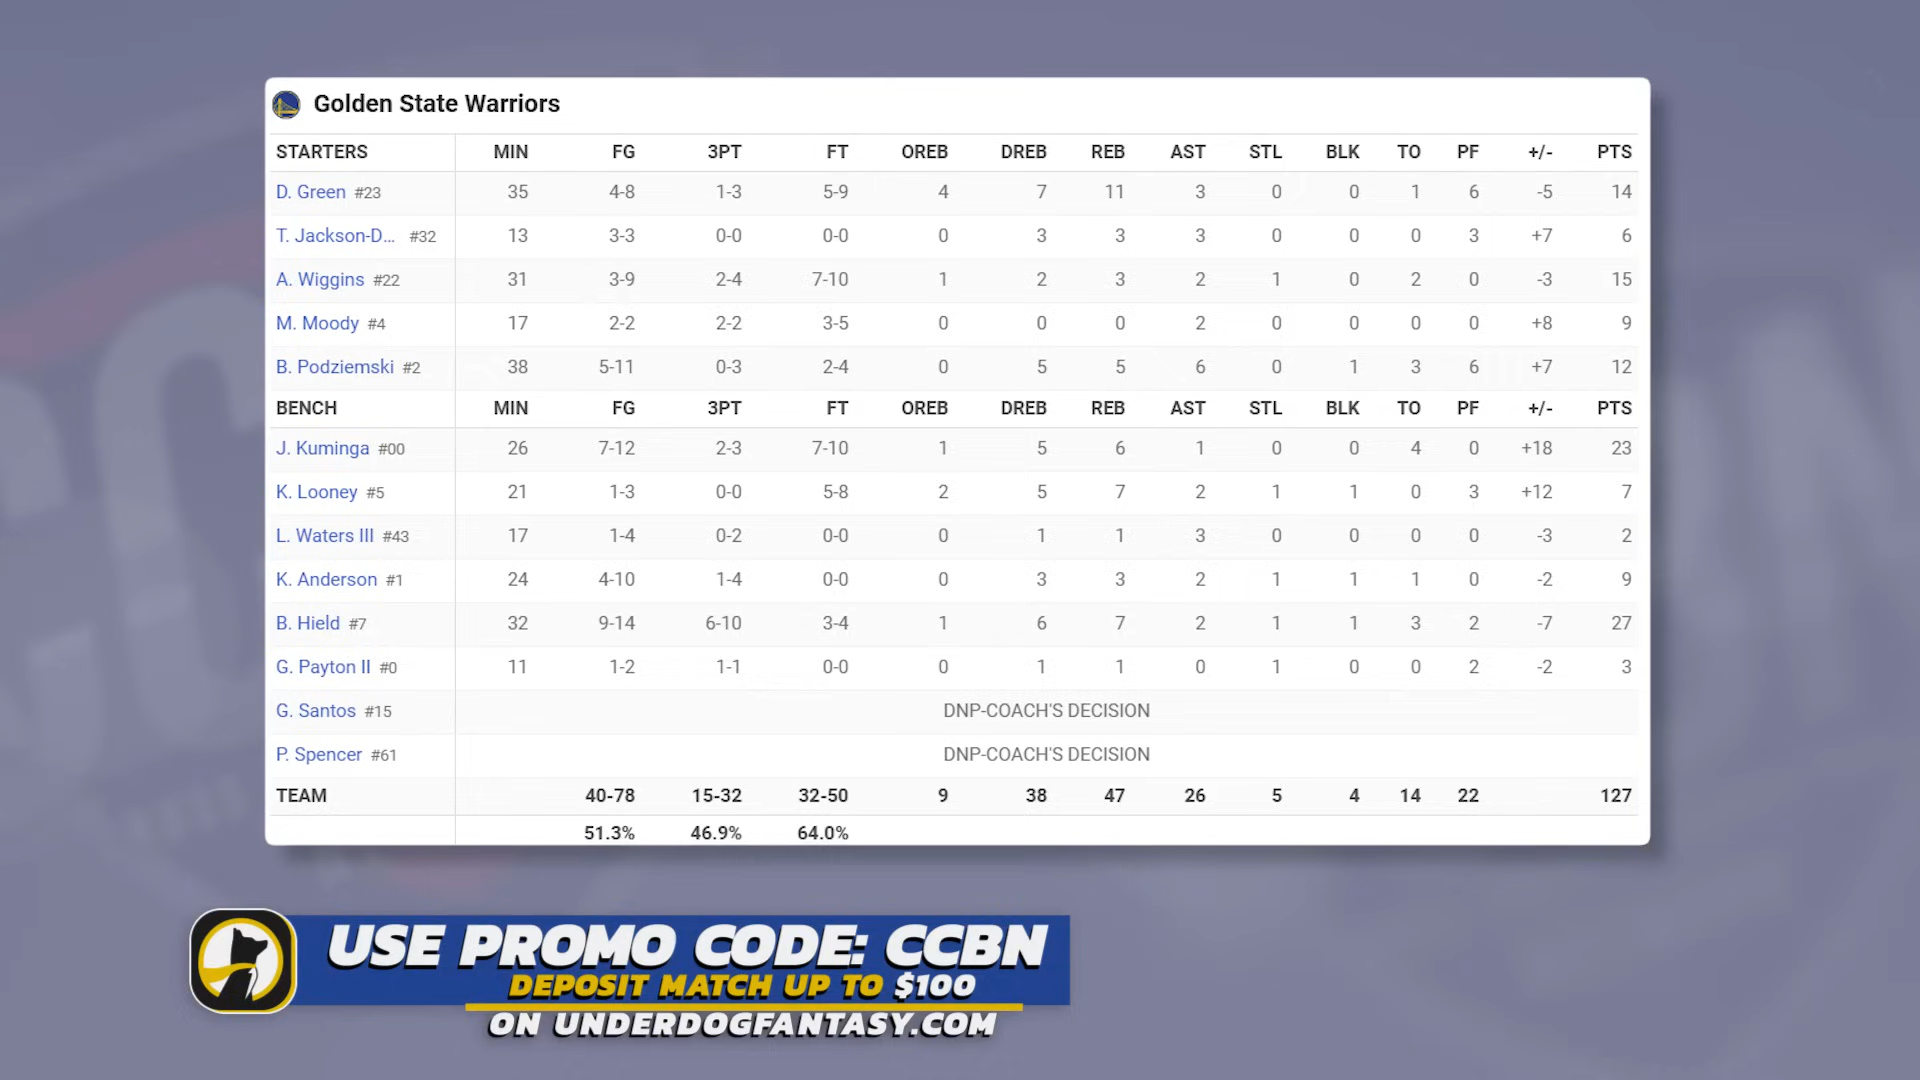 Golden State Warriors
STARTERS MIN FG 3PT FT OREB DREB REB AST STL BLK TO PF +/- PTS
D. Green #23 35 4-8 1-3 5-9 4 7 11 3 0 0 1 6 -5 14
T. Jackson-D... #32 13 3-3 0-0 0-0 0 3 3 3 0 0 0 3 +7 6
A. Wiggins #22 31 3-9 2-4 7-10 1 2 3 2 1 0 2 0 -3 15
M. Moody #4 17 2-2 2-2 3-5 0 0 0 2 0 0 0 0 +8 9
B. Podziemski #2 38 5-11 0-3 2-4 0 5 5 6 0 1 3 6 +7 12
BENCH MIN FG 3PT FT OREB DREB REB AST STL BLK TO PF +/- PTS
J. Kuminga #00 26 7-12 2-3 7-10 1 5 6 1 0 0 4 0 +18 23
K. Looney #5 21 1-3 0-0 5-8 2 5 7 2 1 1 0 3 +12 7
L. Waters III #43 17 1-4 0-2 0-0 0 1 1 3 0 0 0 0 -3 2
K. Anderson #1 24 4-10 1-4 0-0 0 3 3 2 1 1 1 0 -2 9
B. Hield #7 32 9-14 6-10 3-4 1 6 7 2 1 1 3 2 -7 27
G. Payton II #0 11 1-2 1-1 0-0 0 1 1 0 1 0 0 2 -2 3
G. Santos #15 DNP-COACH'S DECISION
P. Spencer #61 DNP-COACH'S DECISION
TEAM 40-78 15-32 32-50 9 38 47 26 5 4 14 22 127
51.3% 46.9% 64.0%
USE PROMO CODE: CCBN
DEPOSIT MATCH UP TO $100
ON UNDERDOGFANTASY.COM